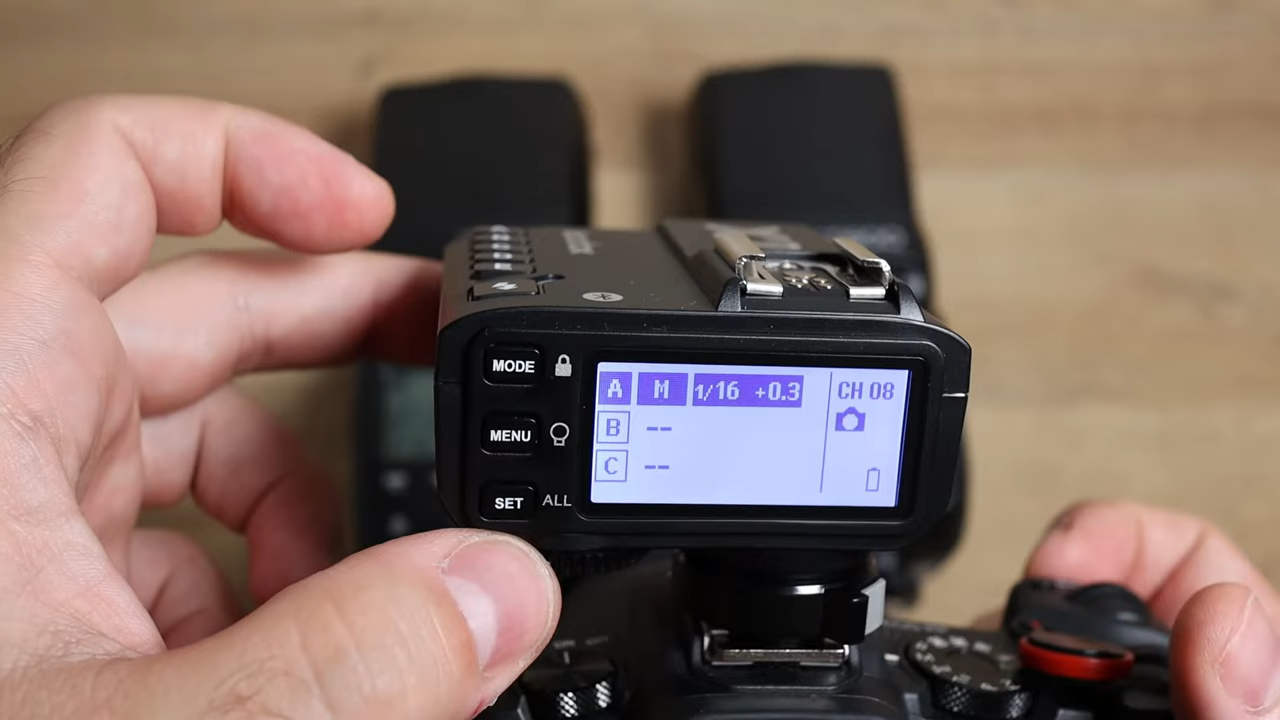 MODE
MENU
SET ALL
A M 1/16 +0.3
B --
C --
CH 08